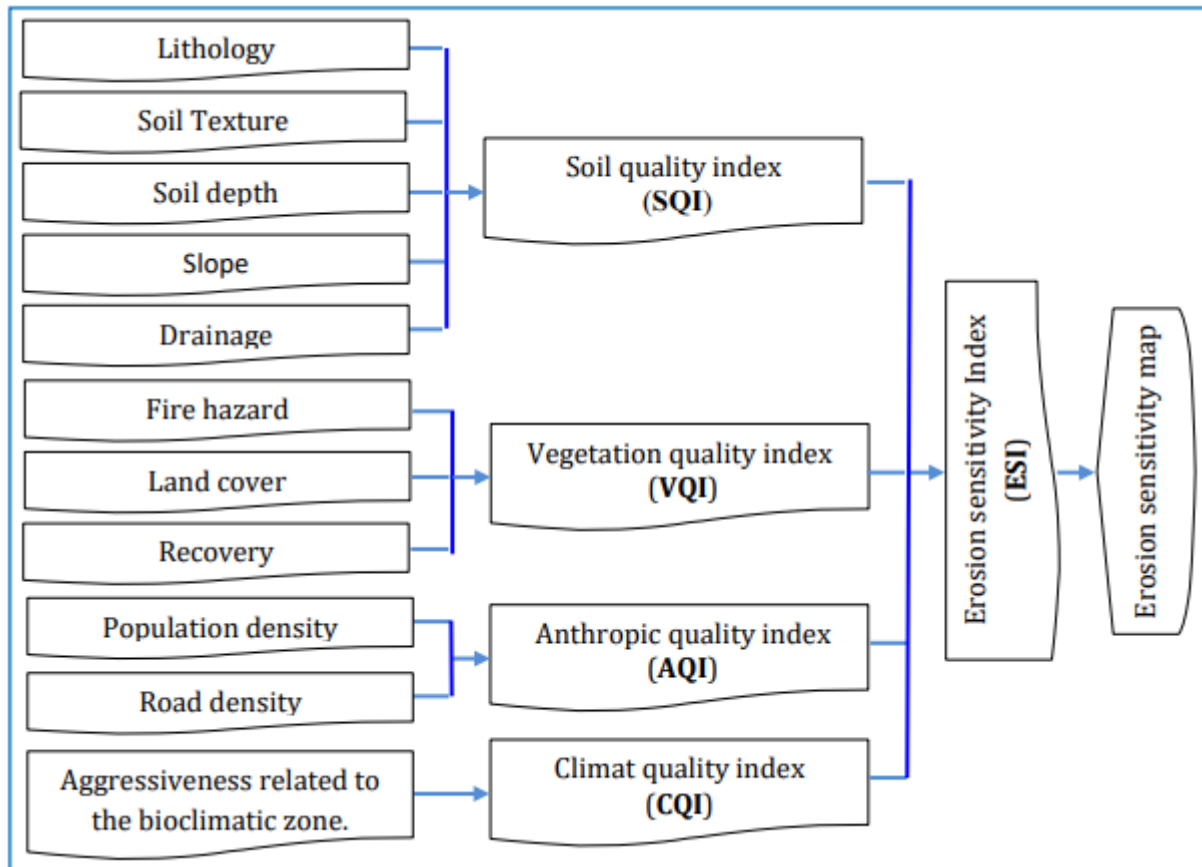 Lithology
Soil Texture
Soil depth
Slope
Drainage
Fire hazard
Land cover
Recovery
Population density
Road density
Aggressiveness related to
the bioclimatic zone.
Soil quality index
(SQI)
Vegetation quality index
(VQI)
Anthropic quality index
(AQI)
Climat quality index
(CQI)
Erosion sensitivity Index
(ESI)
Erosion sensitivity map